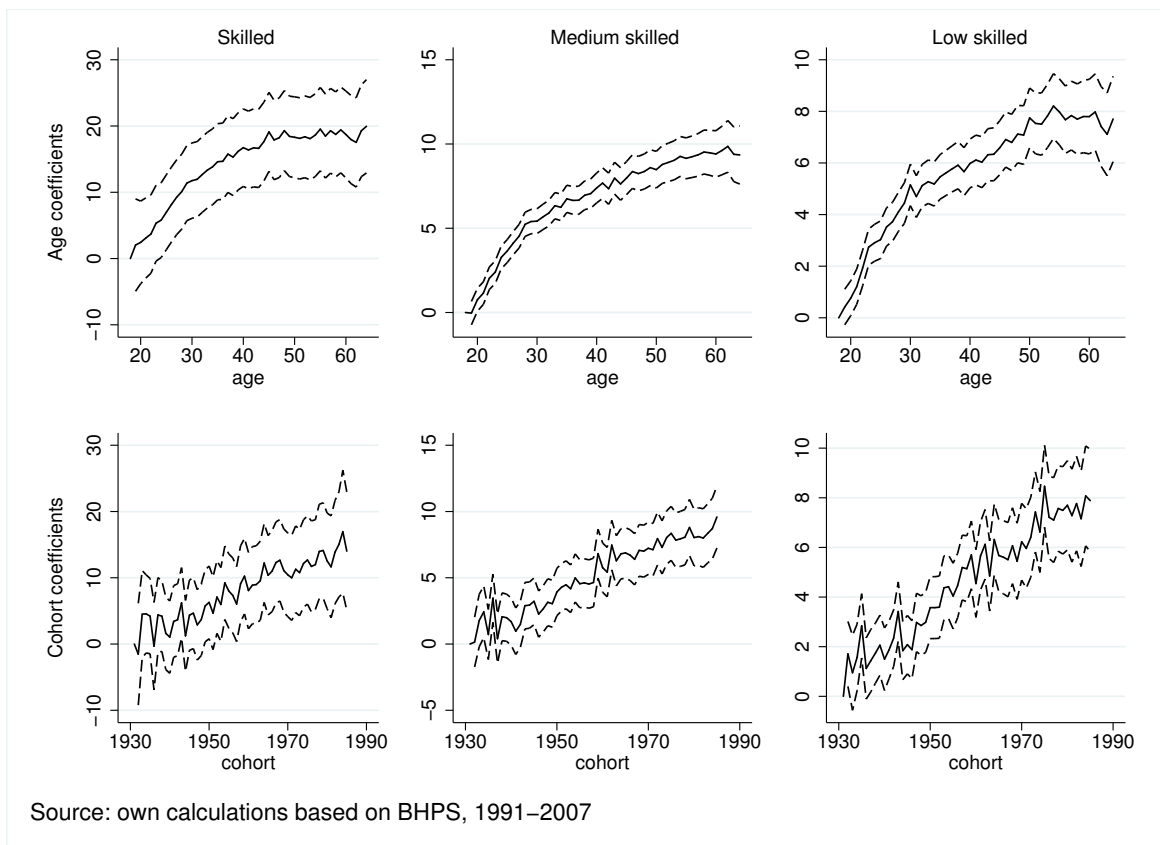 Skilled
Medium skilled
Low skilled
Age coefficients
30
20
10
0
−10
20 30 40 50 60
age
15
10
5
0
20 30 40 50 60
age
10
8
6
4
2
0
20 30 40 50 60
age
Cohort coefficients
30
20
10
0
−10
1930 1950 1970 1990
cohort
15
10
5
0
−5
1930 1950 1970 1990
cohort
10
8
6
4
2
0
1930 1950 1970 1990
cohort
Source: own calculations based on BHPS, 1991−2007